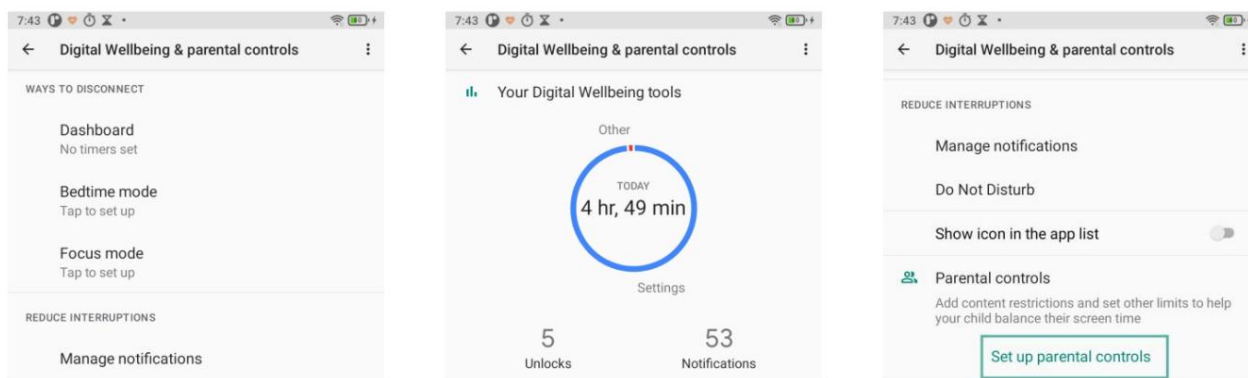 7:43
Digital Wellbeing & parental controls
WAYS TO DISCONNECT
Dashboard
No timers set
Bedtime mode
Tap to set up
Focus mode
Tap to set up
REDUCE INTERRUPTIONS
Manage notifications
7:43
Digital Wellbeing & parental controls
Your Digital Wellbeing tools
Other
TODAY
4 hr, 49 min
Settings
5
Unlocks
53
Notifications
7:43
Digital Wellbeing & parental controls
REDUCE INTERRUPTIONS
Manage notifications
Do Not Disturb
Show icon in the app list
Parental controls
Add content restrictions and set other limits to help
your child balance their screen time
Set up parental controls